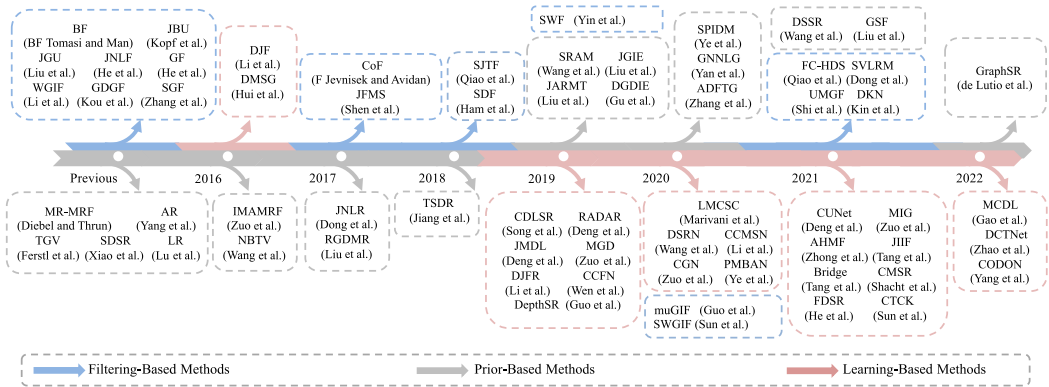 BF JBU
(BF Tomasi and Man) (Kopf et al.)
JGU JNLF GF
(Liu et al.) (He et al.) (He et al.)
WGIF GDGF SGF
(Li et al.) (Kou et al.) (Zhang et al.)
DJF
(Li et al.)
DMSG
(Hui et al.)
CoF
(F Jevnisek and Avidan)
JFMS
(Shen et al.)
SJTF
(Qiao et al.)
SDF
(Ham et al.)
SWF (Yin et al.)
SRAM JGIE
(Wang et al.) (Liu et al.)
JARMT DGDIE
(Liu et al.) (Gu et al.)
SPIDM
(Ye et al.)
GNNLG
(Yan et al.)
ADFTG
(Zhang et al.)
DSSR GSF
(Wang et al.) (Liu et al.)
FC-HDS SVLRM
(Qiao et al.) (Dong et al.)
UMGF DKN
(Shi et al.) (Kin et al.)
GraphSR
(de Lutio et al.)
Previous 2016 2017 2018 2019 2020 2021 2022
MR-MRF AR
(Diebel and Thrun) (Yang et al.)
TGV SDSR LR
(Ferstl et al.) (Xiao et al.) (Lu et al.)
IMAMRF
(Zuo et al.)
NBTV
(Wang et al.)
JNLR
(Dong et al.)
RGDMR
(Liu et al.)
TSDR
(Jiang et al.)
CDLSR RADAR
(Song et al.) (Deng et al.)
JMDL MGD
(Deng et al.) (Zuo et al.)
DJFR CCFN
(Li et al.) (Wen et al.)
DepthSR (Guo et al.)
LMCSC
(Marivani et al.)
DSRN CCMSN
(Wang et al.) (Li et al.)
CGN PMBAN
(Zuo et al.) (Ye et al.)
muGIF (Guo et al.)
SWGIF (Sun et al.)
CUNet MIG
(Deng et al.) (Zuo et al.)
AHMF JIIF
(Zhong et al.) (Tang et al.)
Bridge CMSR
(Tang et al.) (Shacht et al.)
FDSR CTCK
(He et al.) (Sun et al.)
MCDL
(Gao et al.)
DCTNet
(Zhao et al.)
CODON
(Yang et al.)
Filtering-Based Methods Prior-Based Methods Learning-Based Methods